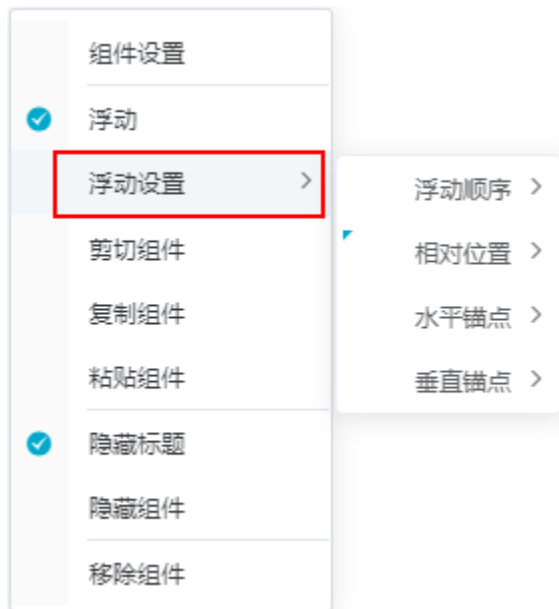 组件设置
浮动
浮动设置
剪切组件
复制组件
粘贴组件
隐藏标题
隐藏组件
移除组件
浮动顺序
相对位置
水平锚点
垂直锚点